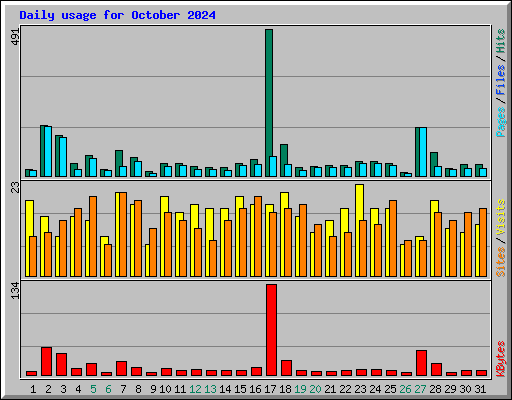 Daily usage for October 2024
491
Pages / Files / Hits
23
Sites / Visits
134
KBytes
1 2 3 4 5 6 7 8 9 10 11 12 13 14 15 16 17 18 19 20 21 22 23 24 25 26 27 28 29 30 31